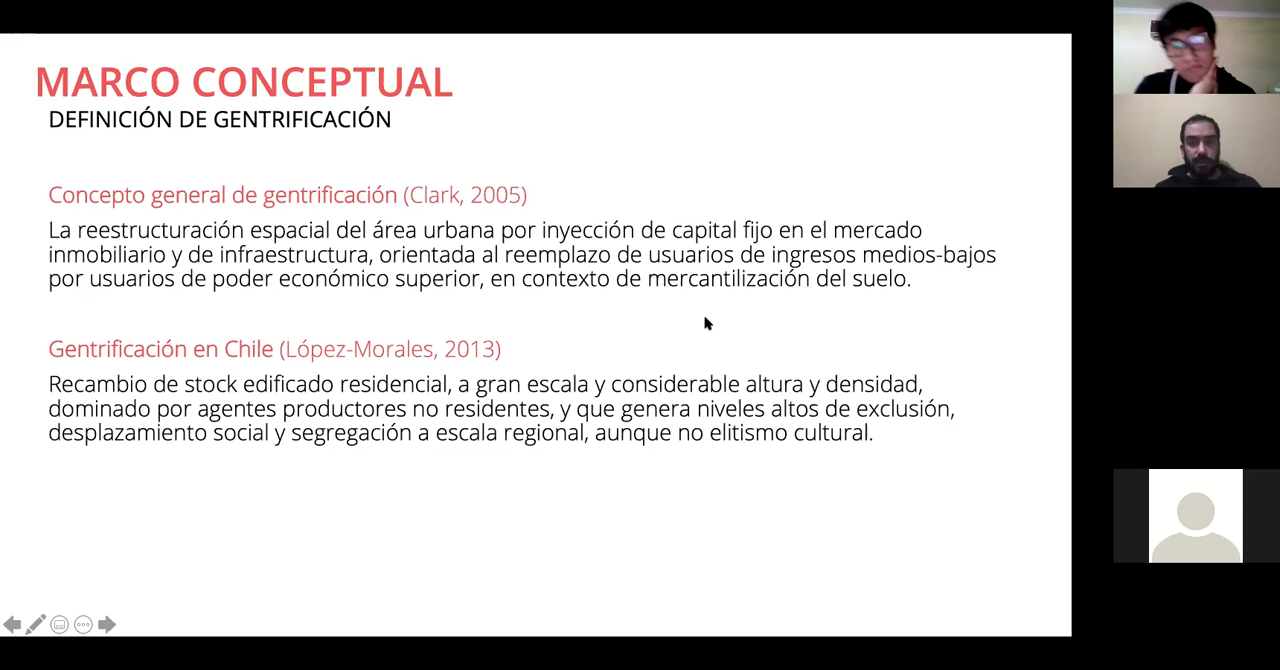 MARCO CONCEPTUAL
DEFINICIÓN DE GENTRIFICACIÓN
Concepto general de gentrificación (Clark, 2005)
La reestructuración espacial del área urbana por inyección de capital fijo en el mercado
inmobiliario y de infraestructura, orientada al reemplazo de usuarios de ingresos medios-bajos
por usuarios de poder económico superior, en contexto de mercantilización del suelo.
Gentrificación en Chile (López-Morales, 2013)
Recambio de stock edificado residencial, a gran escala y considerable altura y densidad,
dominado por agentes productores no residentes, y que genera niveles altos de exclusión,
desplazamiento social y segregación a escala regional, aunque no elitismo cultural.